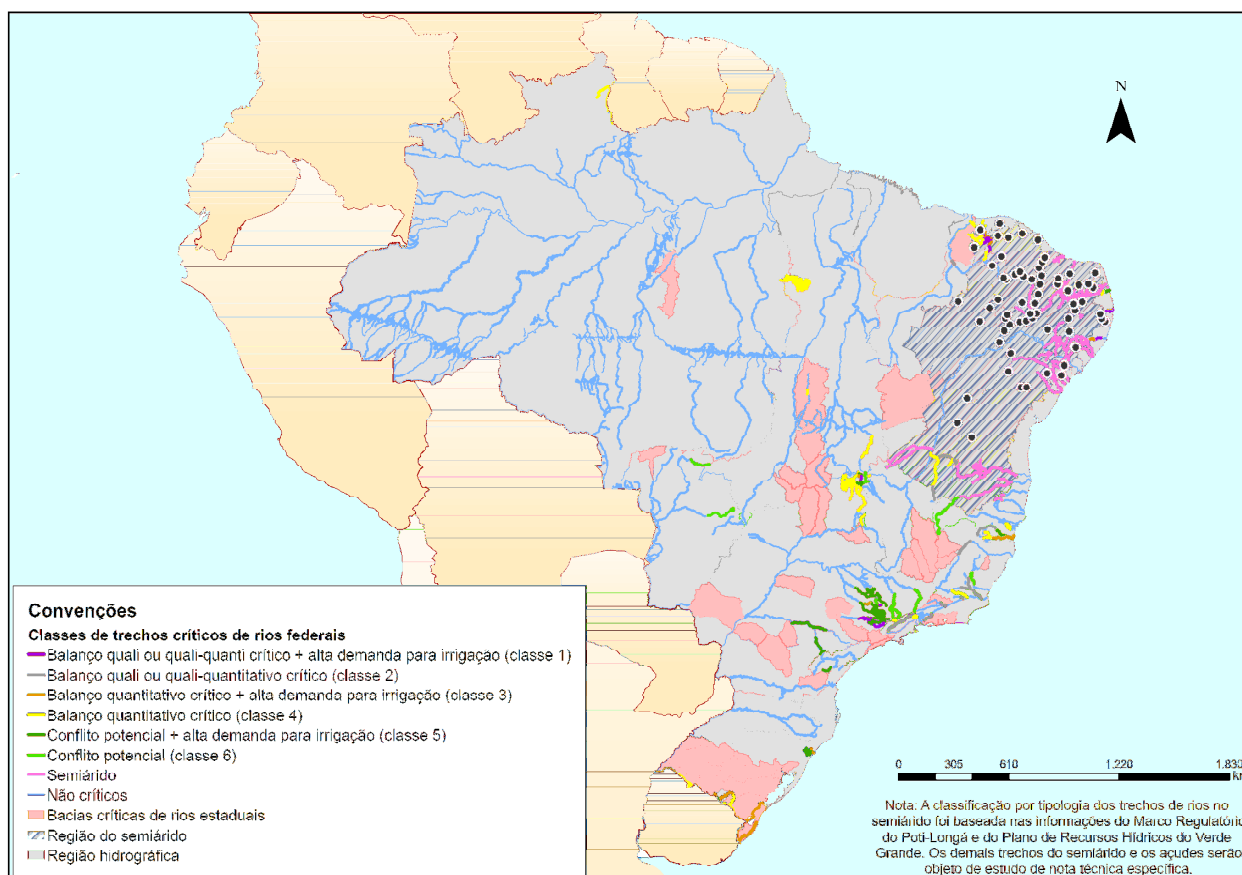 N
Convenções
Classes de trechos críticos de rios federais
Balanço quali ou quali-quanti crítico + alta demanda para irrigação (classe 1)
Balanço quali ou quali-quantitativo crítico (classe 2)
Balanço quantitativo crítico + alta demanda para irrigação (classe 3)
Balanço quantitativo crítico (classe 4)
Conflito potencial + alta demanda para irrigação (classe 5)
Conflito potencial (classe 6)
Semiárido
Não críticos
Bacias críticas de rios estaduais
Região do semiárido
Região hidrográfica
0 305 610 1.220 1.830
km
Nota: A classificação por tipologia dos trechos de rios no
semiárido foi baseada nas informações do Marco Regulatório
do Poti-Longá e do Plano de Recursos Hídricos do Verde
Grande. Os demais trechos do semiárido e os açudes serão
objeto de estudo de nota técnica específica.